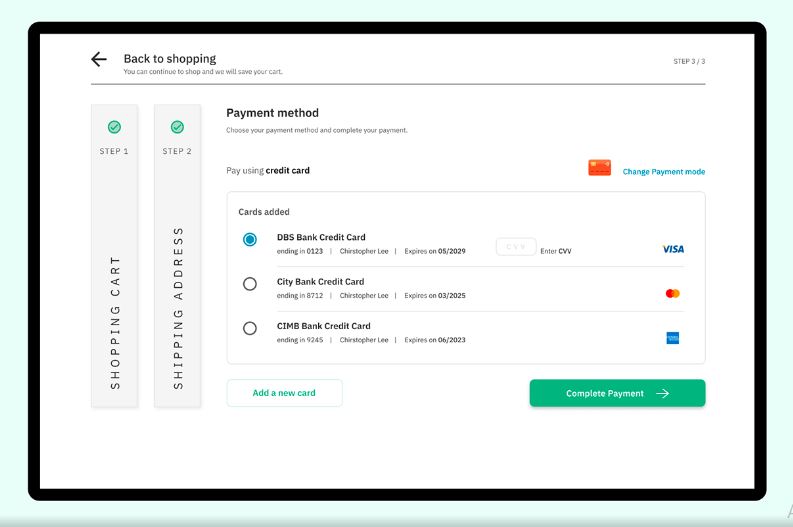 Back to shopping
You can continue to shop and we will save your cart.
STEP 3 / 3
STEP 1
SHOPPING CART
STEP 2
SHIPPING ADDRESS
Payment method
Choose your payment method and complete your payment.
Pay using credit card
Change Payment mode
Cards added
DBS Bank Credit Card
ending in 0123 | Chirstopher Lee | Expires on 05/2029
CVV
Enter CVV
VISA
City Bank Credit Card
ending in 8712 | Chirstopher Lee | Expires on 03/2025
CIMB Bank Credit Card
ending in 9245 | Chirstopher Lee | Expires on 06/2023
Add a new card
Complete Payment